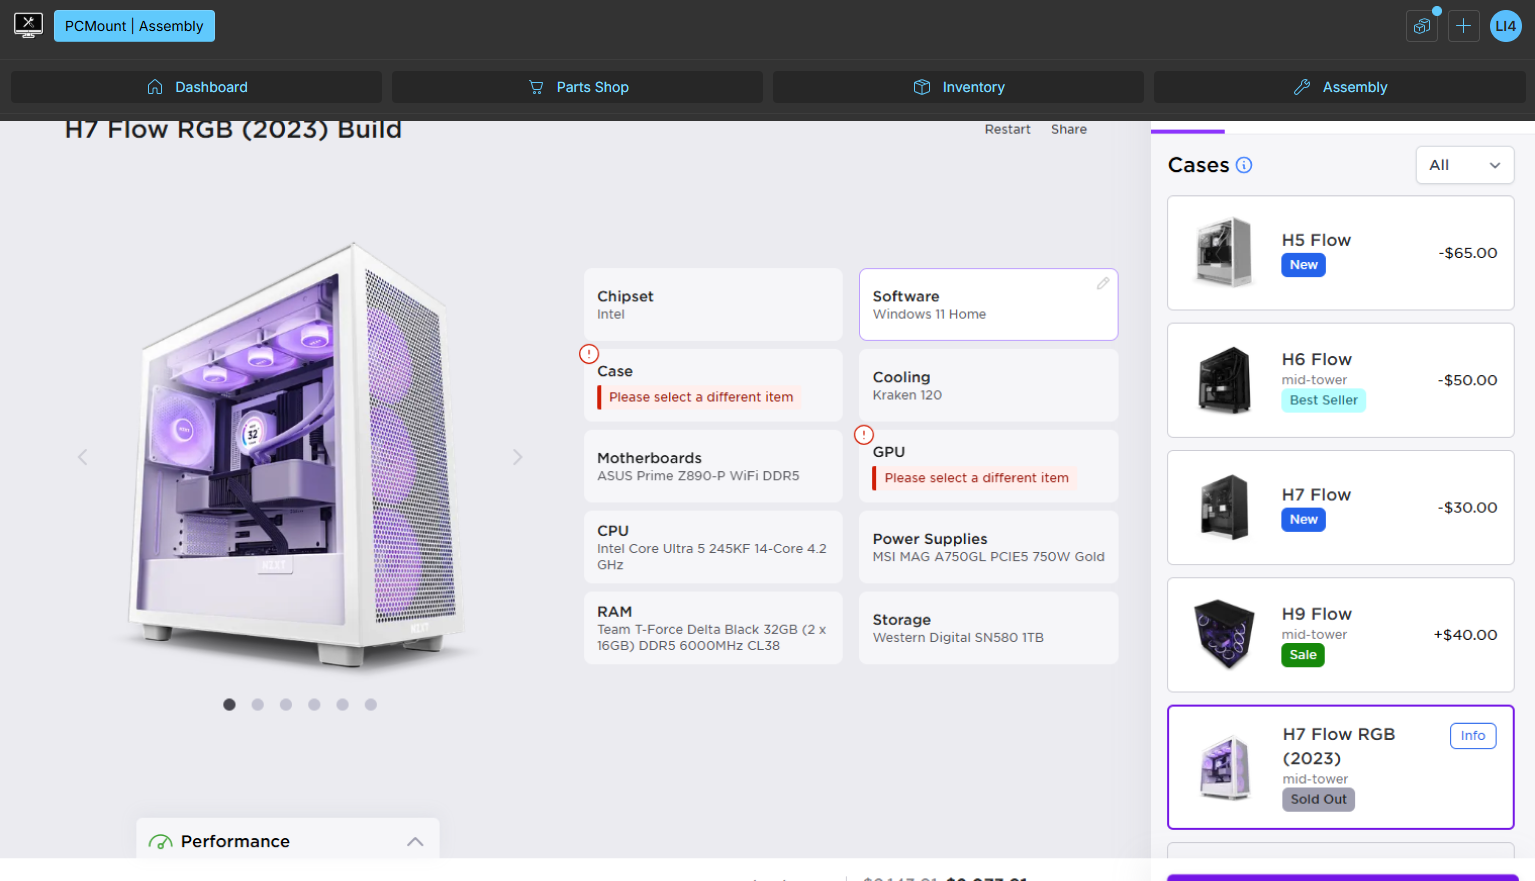 PCMount | Assembly
LI4
Dashboard
Parts Shop
Inventory
Assembly
H7 Flow RGB (2023) Build
Restart
Share
Chipset
Intel
Software
Windows 11 Home
Case
Please select a different item
Cooling
Kraken 120
Motherboards
ASUS Prime Z890-P WiFi DDR5
GPU
Please select a different item
CPU
Intel Core Ultra 5 245KF 14-Core 4.2
GHz
Power Supplies
MSI MAG A750GL PCIE5 750W Gold
RAM
Team T-Force Delta Black 32GB (2 x
16GB) DDR5 6000MHz CL38
Storage
Western Digital SN580 1TB
NZXT
32
NZXT
NZXT
Performance
Cases
All
H5 Flow
New
-$65.00
H6 Flow
mid-tower
Best Seller
-$50.00
H7 Flow
New
-$30.00
H9 Flow
mid-tower
Sale
+$40.00
H7 Flow RGB
(2023)
mid-tower
Sold Out
Info